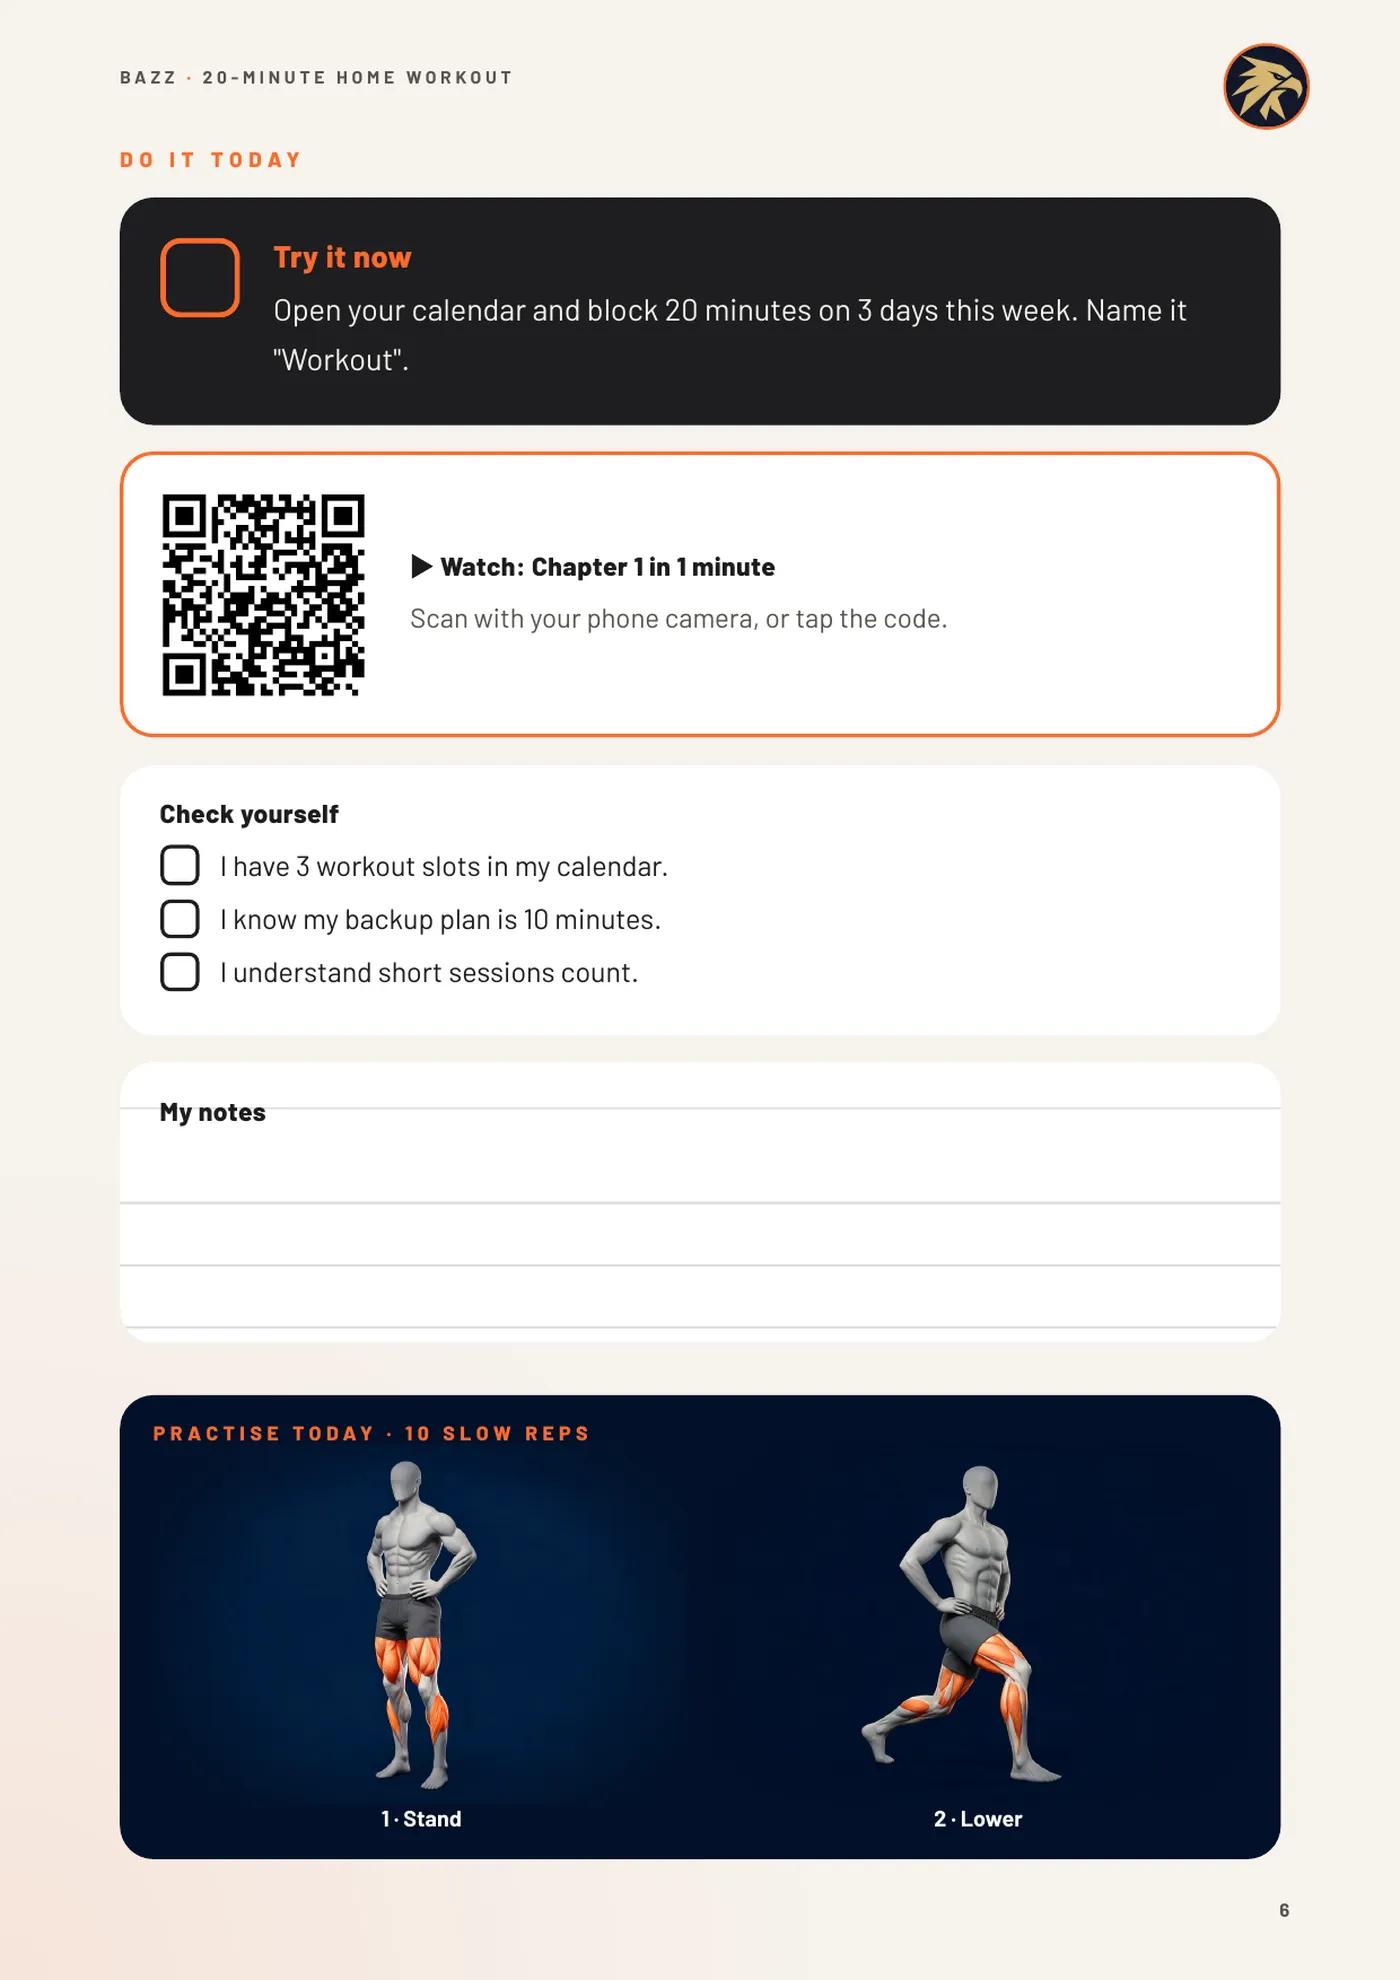 BAZZ · 20-MINUTE HOME WORKOUT
DO IT TODAY
Try it now
Open your calendar and block 20 minutes on 3 days this week. Name it
"Workout".
▶ Watch: Chapter 1 in 1 minute
Scan with your phone camera, or tap the code.
Check yourself
I have 3 workout slots in my calendar.
I know my backup plan is 10 minutes.
I understand short sessions count.
My notes
PRACTISE TODAY · 10 SLOW REPS
1 · Stand
2 · Lower
6